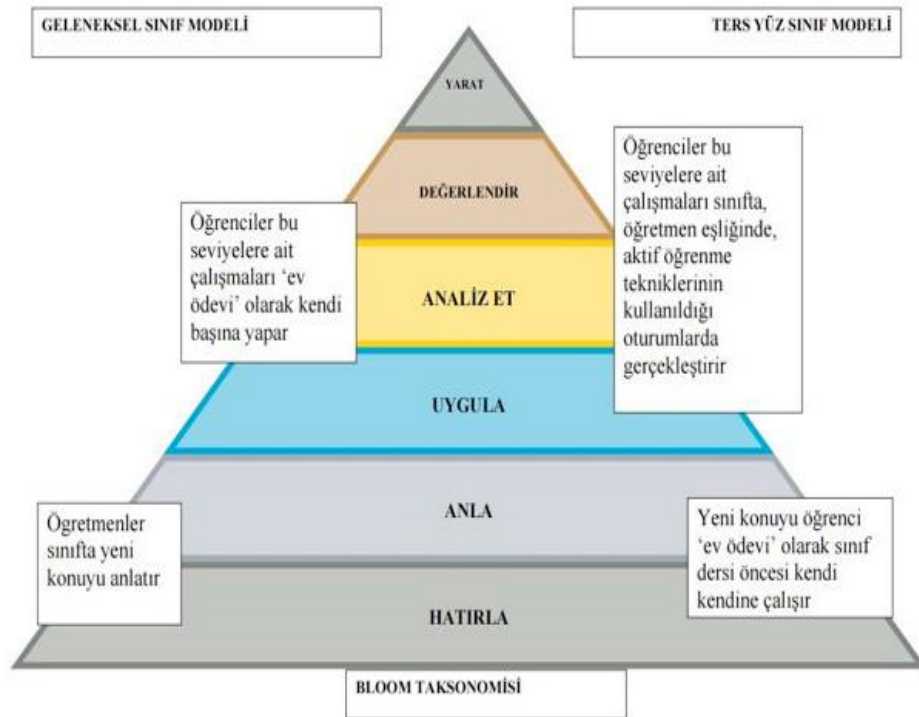 GELENEKSEL SINIF MODELİ
TERS YÜZ SINIF MODELİ
YARAT
DEĞERLENDİR
ANALİZ ET
UYGULA
ANLA
HATIRLA
Öğrenciler bu
seviyelere ait
çalışmaları ‘ev
ödevi’ olarak kendi
başına yapar
Öğrenciler bu
seviyelere ait
çalışmaları sınıfta,
öğretmen eşliğinde,
aktif öğrenme
tekniklerinin
kullanıldığı
oturumlarda
gerçekleştirir
Ögretmenler
sınıfta yeni
konuyu anlatır
Yeni konuyu öğrenci
‘ev ödevi’ olarak sınıf
dersi öncesi kendi
kendine çalışır
BLOOM TAKSONOMİSİ